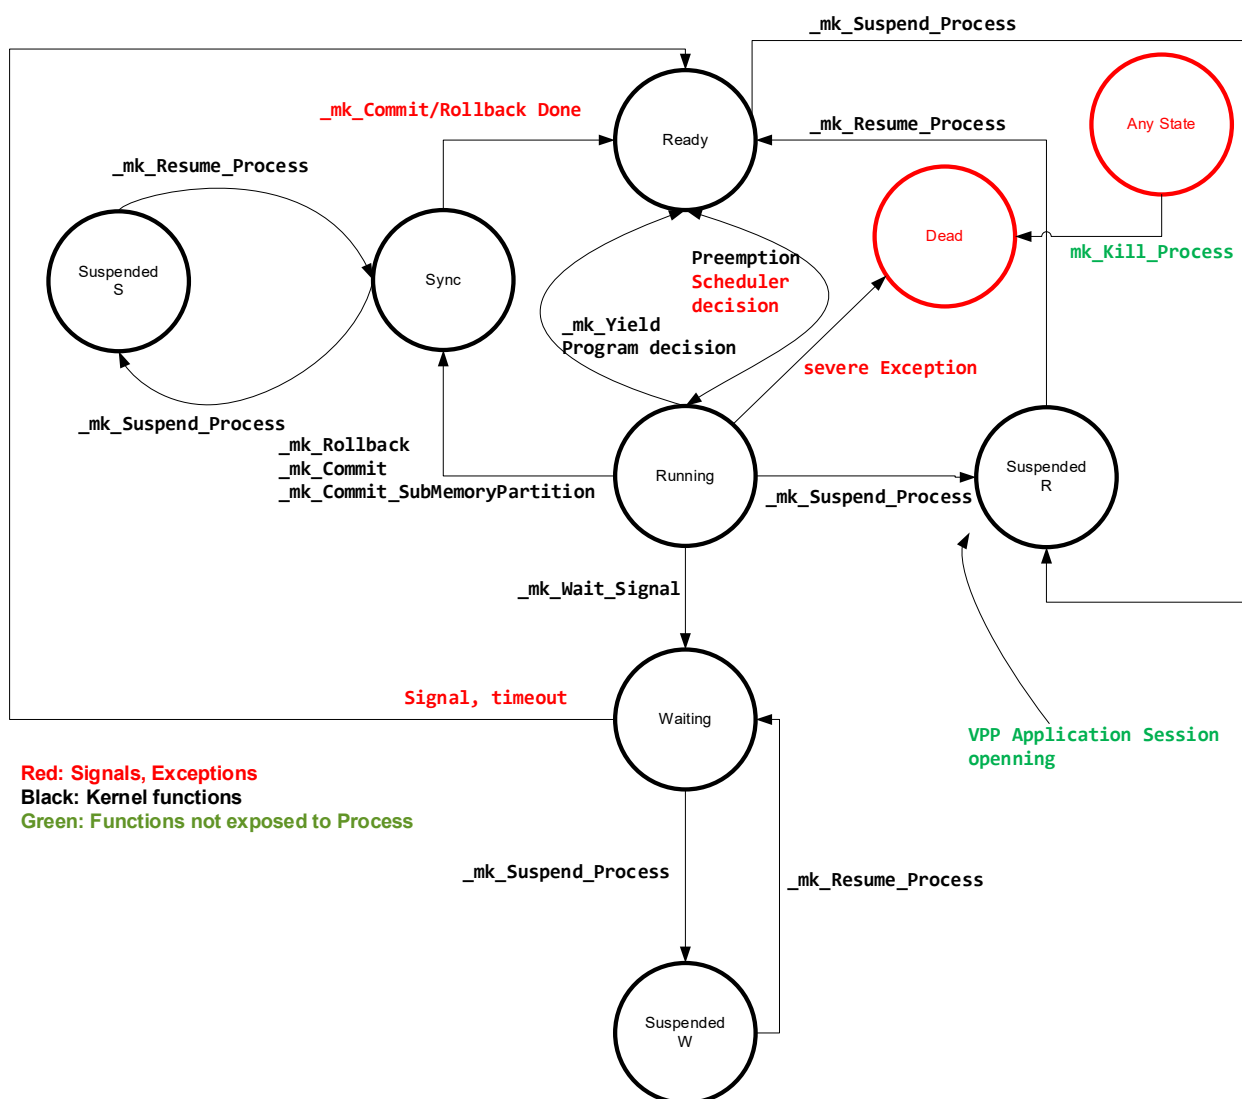 _mk_Suspend_Process
_mk_Commit/Rollback Done
Ready
_mk_Resume_Process
Any State
_mk_Resume_Process
Suspended
S
Sync
Dead
mk_Kill_Process
Preemption
Scheduler
decision
_mk_Yield
Program decision
severe Exception
_mk_Suspend_Process
_mk_Rollback
_mk_Commit
_mk_Commit_SubMemoryPartition
Running
_mk_Suspend_Process
Suspended
R
_mk_Wait_Signal
Signal, timeout
Waiting
VPP Application Session
openning
Red: Signals, Exceptions
Black: Kernel functions
Green: Functions not exposed to Process
_mk_Suspend_Process
_mk_Resume_Process
Suspended
W